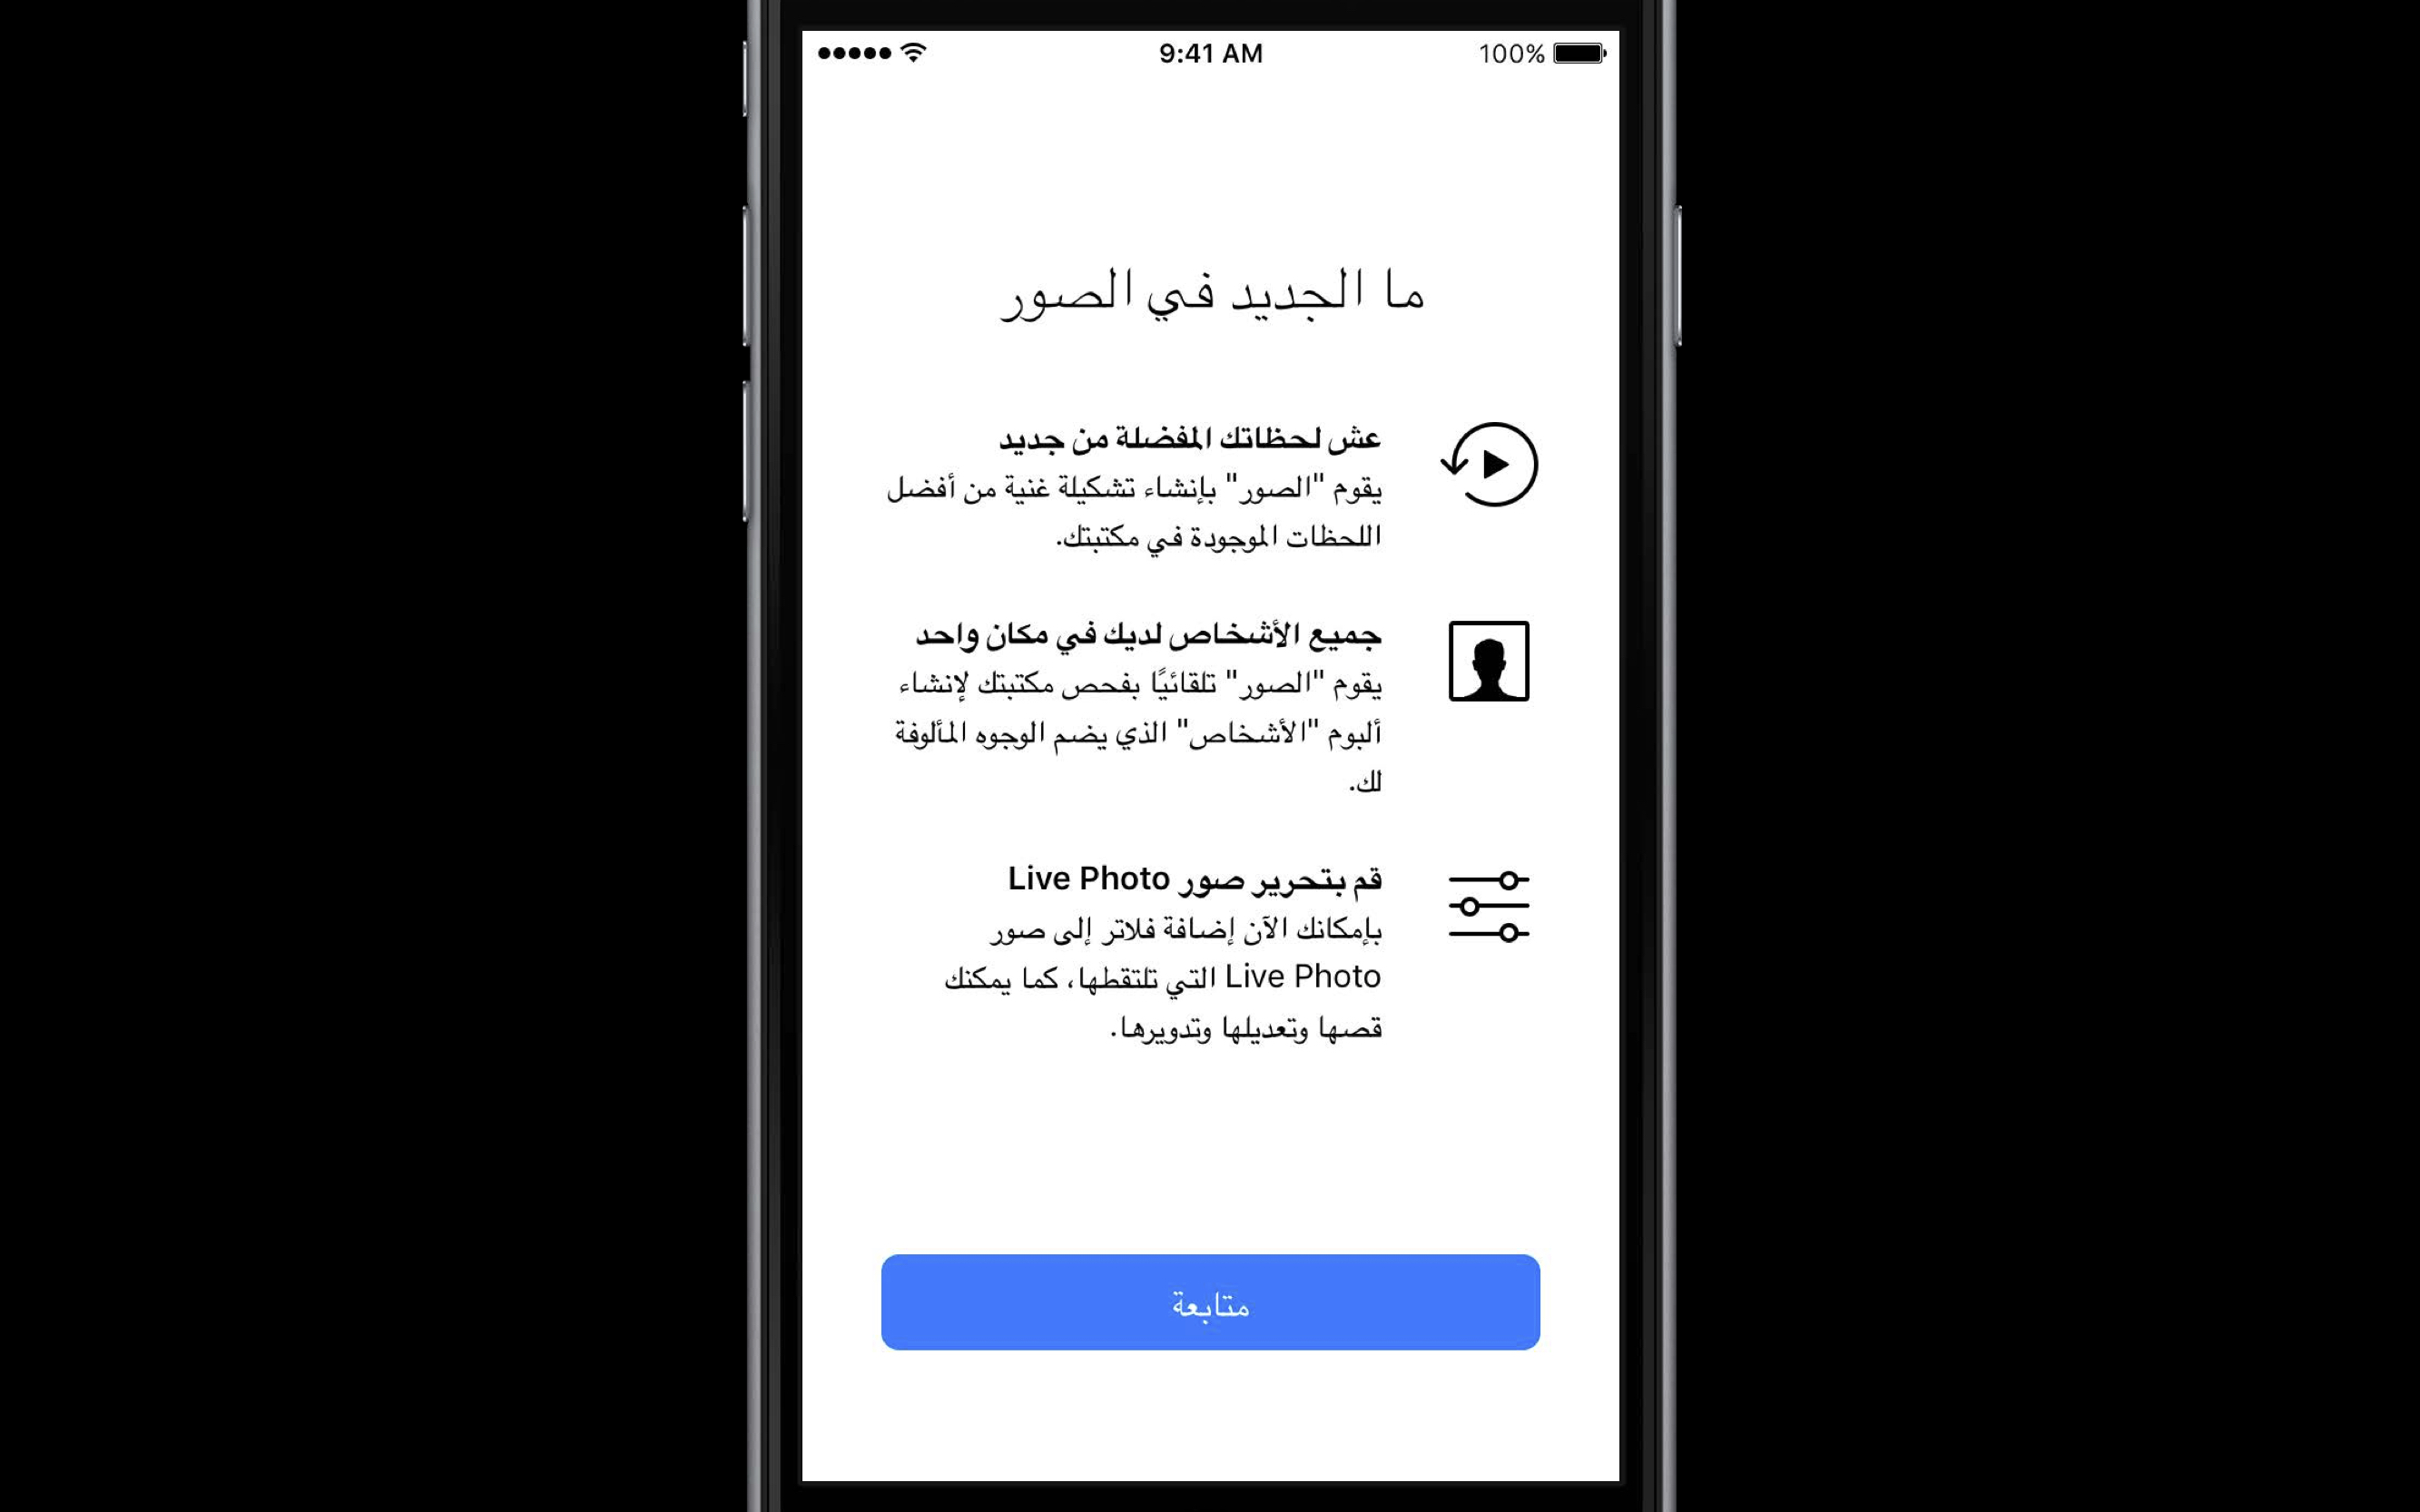 9:41 AM
100%
ما الجديد في الصور
عش لحظاتك المفضلة من جديد
يقوم "الصور" بإنشاء تشكيلة غنية من أفضل
اللحظات الموجودة في مكتبتك.
جميع الأشخاص لديك في مكان واحد
يقوم "الصور" تلقائيًا بفحص مكتبتك لإنشاء
ألبوم "الأشخاص" الذي يضم الوجوه المألوفة
لك.
قم بتحرير صور Live Photo
بإمكانك الآن إضافة فلاتر إلى صور
Live Photo التي تلتقطها، كما يمكنك
قصها وتعديلها وتدويرها.
متابعة